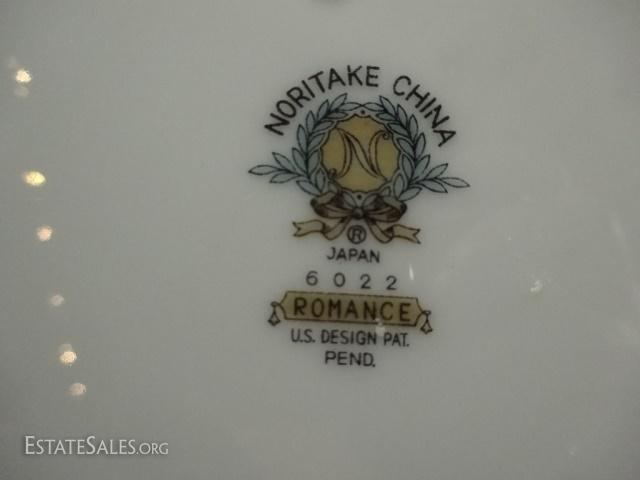 NORITAKE CHINA
N
®
JAPAN
6022
ROMANCE
U.S. DESIGN PAT.
PEND.
ESTATESALES.ORG